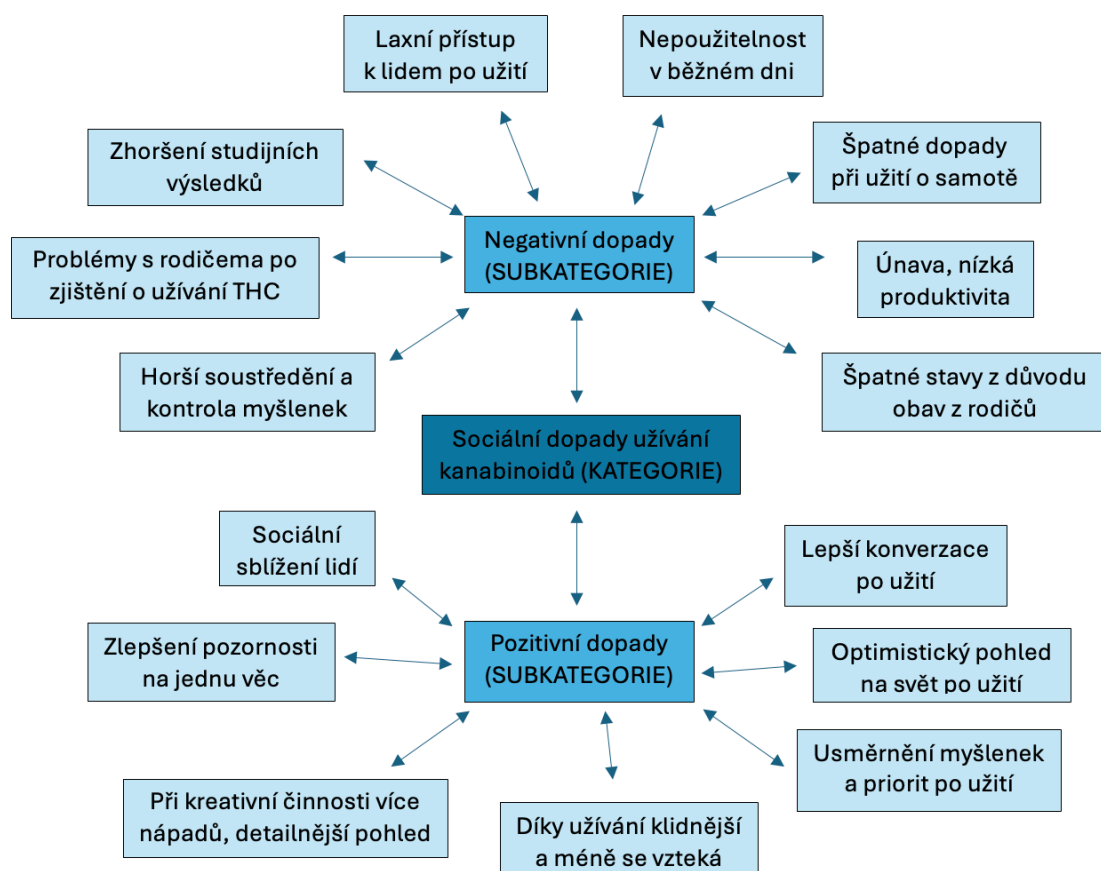 Laxní přístup
k lidem po užití
Nepoužitelnost
v běžném dni
Zhoršení studijních
výsledků
Špatné dopady
při užití o samotě
Negativní dopady
(SUBKATEGORIE)
Problémy s rodičema po
zjištění o užívání THC
Únava, nízká
produktivita
Horší soustředění a
kontrola myšlenek
Špatné stavy z důvodu
obav z rodičů
Sociální dopady užívání
kanabinoidů (KATEGORIE)
Sociální
sblížení lidí
Lepší konverzace
po užití
Zlepšení pozornosti
na jednu věc
Pozitivní dopady
(SUBKATEGORIE)
Optimistický pohled
na svět po užití
Usměrnění myšlenek
a priorit po užití
Při kreativní činnosti více
nápadů, detailnější pohled
Díky užívání klidnější
a méně se vzteká